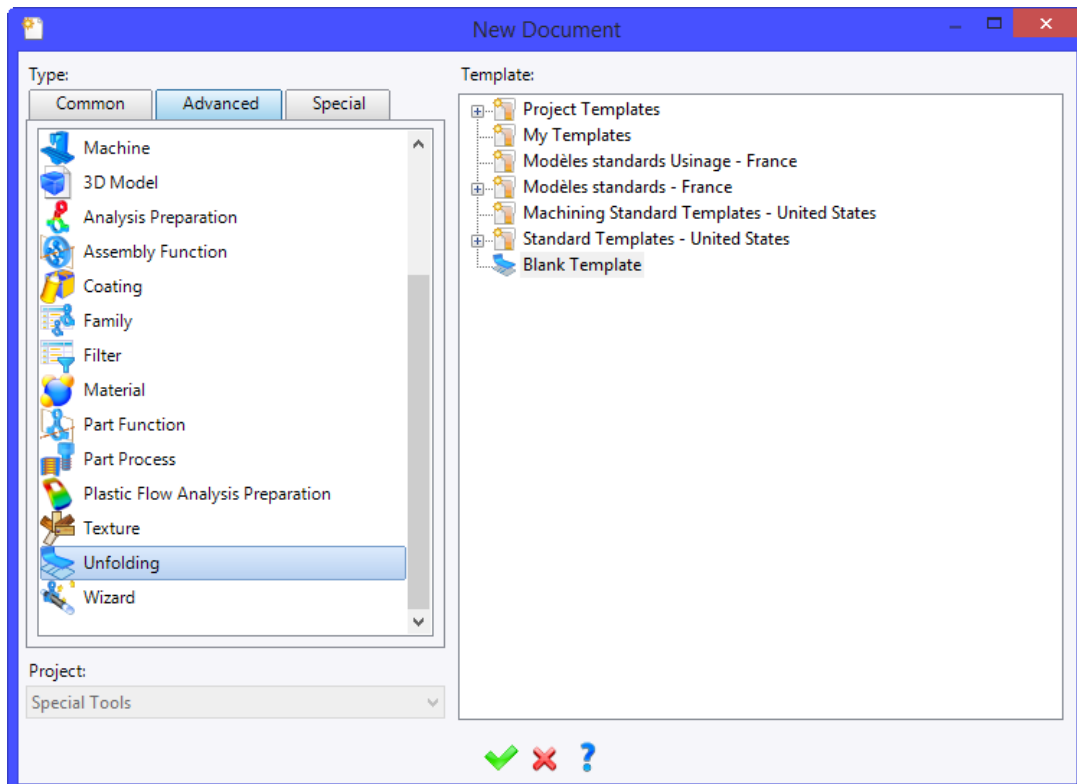 New Document
Type:
Common
Advanced
Special
Machine
3D Model
Analysis Preparation
Assembly Function
Coating
Family
Filter
Material
Part Function
Part Process
Plastic Flow Analysis Preparation
Texture
Unfolding
Wizard
Project:
Special Tools
Template:
Project Templates
My Templates
Modèles standards Usinage - France
Modèles standards - France
Machining Standard Templates - United States
Standard Templates - United States
Blank Template